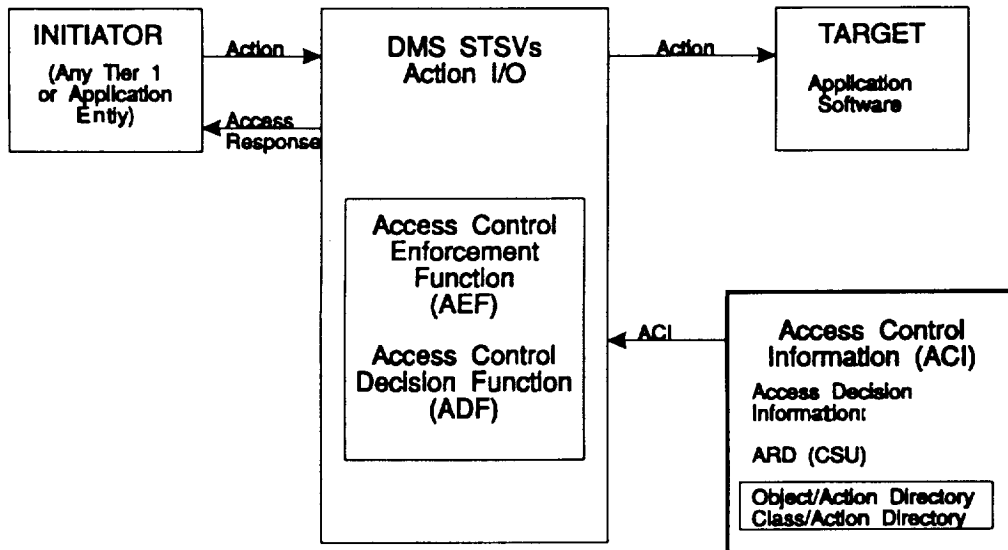 INITIATOR
(Any Tier 1
or Application
Entiy)
Action
Access
Response
DMS STSVs
Action I/O
Action
TARGET
Application
Software
Access Control
Enforcement
Function
(AEF)
Access Control
Decision Function
(ADF)
ACI
Access Control
Information (ACI)
Access Decision
Information:
ARD (CSU)
Object/Action Directory
Class/Action Directory